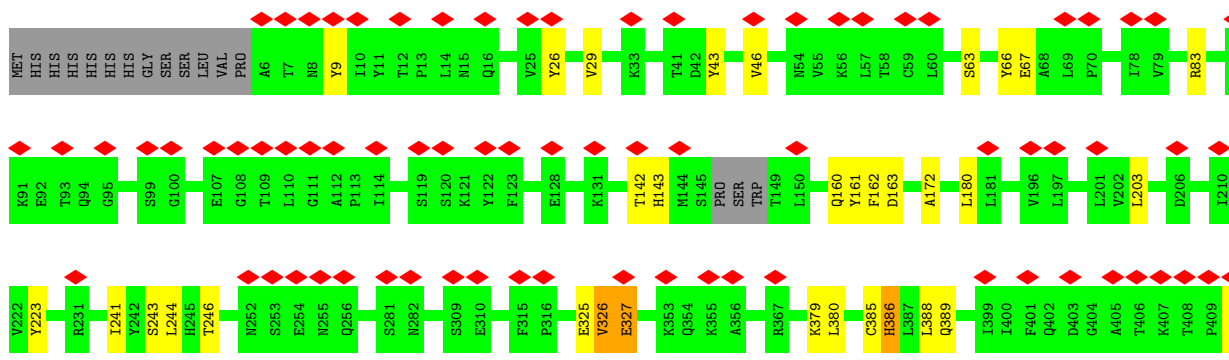 MET HIS HIS HIS HIS HIS HIS GLY SER SER LEU VAL PRO A6 T7 N8 Y9 I10 Y11 T12 P13 L14 N15 Q16 V25 Y26 V29 K33 T41 D42 Y43 V46 N54 V55 K56 L57 T58 C59 L60 S63 Y66 E67 A68 L69 P70 I78 V79 R83
K91 E92 T93 Q94 G95 S99 G100 E107 G108 T109 L110 G111 A112 P113 I114 S119 S120 K121 Y122 F123 E128 K131 T142 H143 M144 S145 PRO SER TRP T149 L150 Q160 Y161 F162 D163 A172 L180 L181 V196 L197 L201 V202 L203 D206 I210
V222 Y223 R231 I241 Y242 S243 L244 H245 T246 N252 S253 E254 N255 Q256 S281 N282 S309 E310 F315 P316 E325 V326 E327 K353 Q354 K355 A356 R367 K379 L380 C385 H386 L387 L388 Q389 I399 I400 F401 Q402 D403 G404 A405 T406 K407 T408 P409